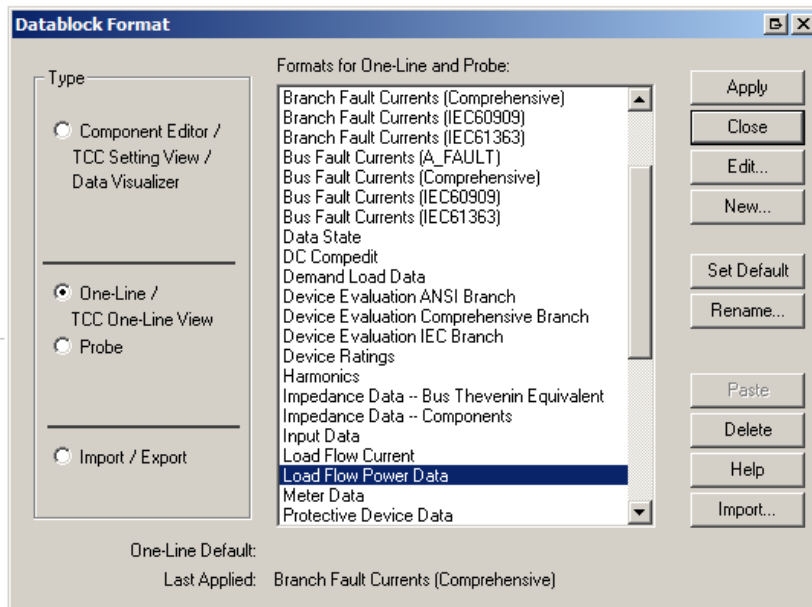 Datablock Format
Type
Component Editor /
TCC Setting View /
Data Visualizer
One-Line /
TCC One-Line View
Probe
Import / Export
Formats for One-Line and Probe:
Branch Fault Currents (Comprehensive)
Branch Fault Currents (IEC60909)
Branch Fault Currents (IEC61363)
Bus Fault Currents (A_FAULT)
Bus Fault Currents (Comprehensive)
Bus Fault Currents (IEC60909)
Bus Fault Currents (IEC61363)
Data State
DC Compedit
Demand Load Data
Device Evaluation ANSI Branch
Device Evaluation Comprehensive Branch
Device Evaluation IEC Branch
Device Ratings
Harmonics
Impedance Data -- Bus Thevenin Equivalent
Impedance Data -- Components
Input Data
Load Flow Current
Load Flow Power Data
Meter Data
Protective Device Data
Apply
Close
Edit...
New...
Set Default
Rename...
Paste
Delete
Help
Import...
One-Line Default:
Last Applied: Branch Fault Currents (Comprehensive)